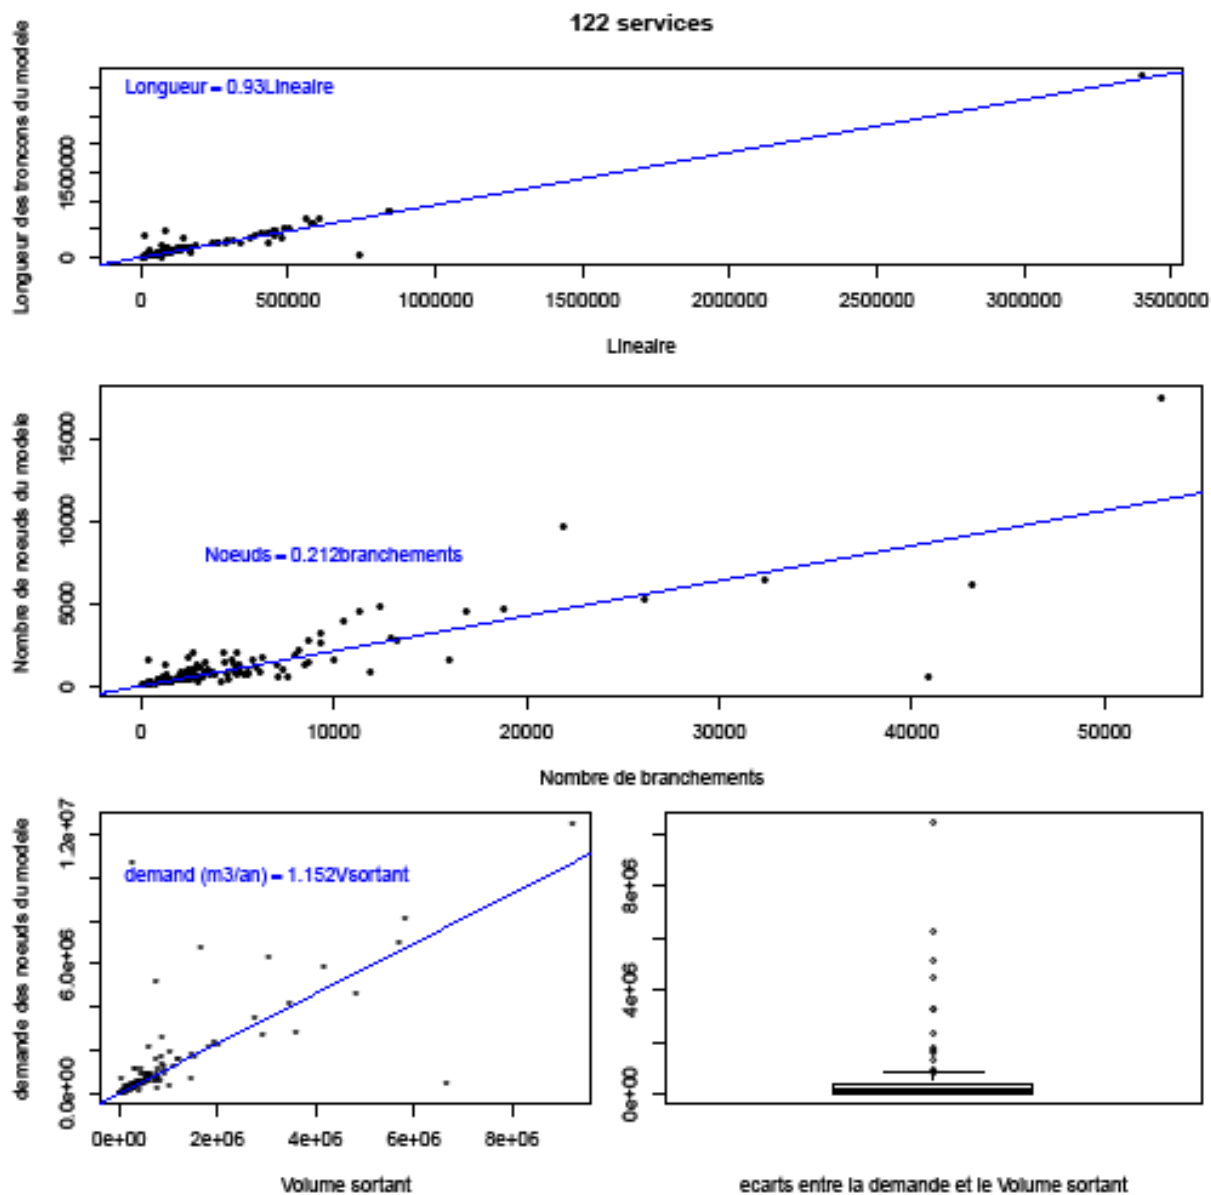 122 services
Longueur des troncons du modele
Longueur = 0.93Lineaire
0
1500000
0
500000
1000000
1500000
2000000
2500000
3000000
3500000
Lineaire
Nombre de noeuds du modele
Noeuds = 0.212branchements
0
5000
10000
15000
0
10000
20000
30000
40000
50000
Nombre de branchements
demande des noeuds du modele
demand (m3/an) = 1.152Vsortant
0.0e+00
6.0e+06
1.2e+07
0e+00
2e+06
4e+06
6e+06
8e+06
Volume sortant
0e+00
4e+06
8e+06
ecarts entre la demande et le Volume sortant